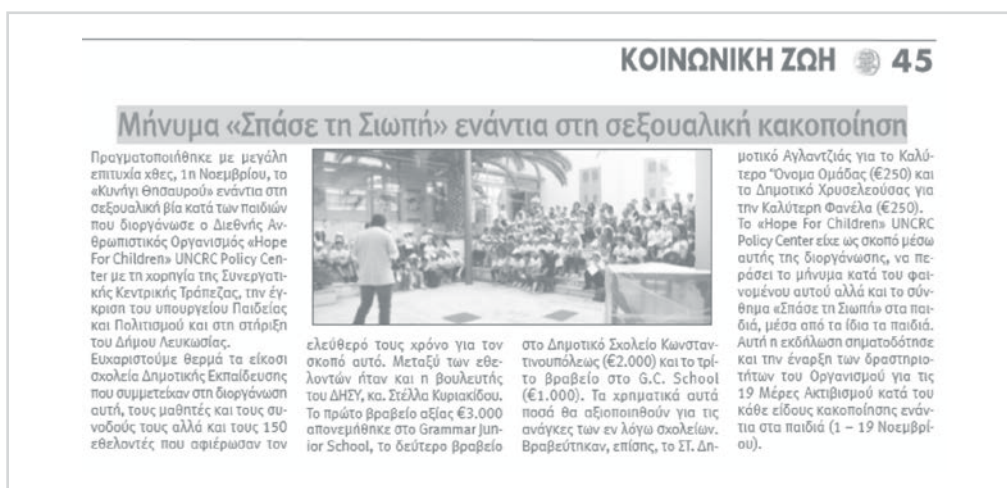 ΚΟΙΝΩΝΙΚΗ ΖΩΗ 45
Μήνυμα «Σπάσε τη Σιωπή» ενάντια στη σεξουαλική κακοποίηση
Πραγματοποιήθηκε με μεγάλη
επιτυχία χθες, 1η Νοεμβρίου, το
«Κυνήγι Θησαυρού» ενάντια στη
σεξουαλική βία κατά των παιδιών
που διοργάνωσε ο Διεθνής Αν-
θρωπιστικός Οργανισμός «Hope
For Children» UNCRC Policy Cen-
ter με τη χορηγία της Συνεργατι-
κής Κεντρικής Τράπεζας, την έγ-
κριση του υπουργείου Παιδείας
και Πολιτισμού και στη στήριξη
του Δήμου Λευκωσίας.
Ευχαριστούμε θερμά τα είκοσι
σχολεία Δημοτικής Εκπαίδευσης
που συμμετείχαν στη διοργάνωση
αυτή, τους μαθητές και τους συ-
νοδούς τους αλλά και τους 150
εθελοντές που αφιέρωσαν τον
ελεύθερό τους χρόνο για τον
σκοπό αυτό. Μεταξύ των εθε-
λοντών ήταν και η βουλευτής
του ΔΗΣΥ, κα. Στέλλα Κυριακίδου.
Το πρώτο βραβείο αξίας €3.000
απονεμήθηκε στο Grammar Jun-
ior School, το δεύτερο βραβείο
στο Δημοτικό Σχολείο Κωνσταν-
τινουπόλεως (€2.000) και το τρί-
το βραβείο στο G.C. School
(€1.000). Τα χρηματικά αυτά
ποσά θα αξιοποιηθούν για τις
ανάγκες των εν λόγω σχολείων.
Βραβεύτηκαν, επίσης, το ΣΤ. Δη-
μοτικό Αγλαντζιάς για το Καλύ-
τερο Όνομα Ομάδας (€250) και
το Δημοτικό Χρυσελεούσας για
την Καλύτερη Φανέλα (€250).
Το «Hope For Children» UNCRC
Policy Center είχε ως σκοπό μέσω
αυτής της διοργάνωσης, να πε-
ράσει το μήνυμα κατά του φαι-
νομένου αυτού αλλά και το σύν-
θημα «Σπάσε τη Σιωπή» στα παι-
διά, μέσα από τα ίδια τα παιδιά.
Αυτή η εκδήλωση σηματοδότησε
και την έναρξη των δραστηριο-
τήτων του Οργανισμού για τις
19 Μέρες Ακτιβισμού κατά του
κάθε είδους κακοποίησης ενάν-
τια στα παιδιά (1 – 19 Νοεμβρί-
ου).